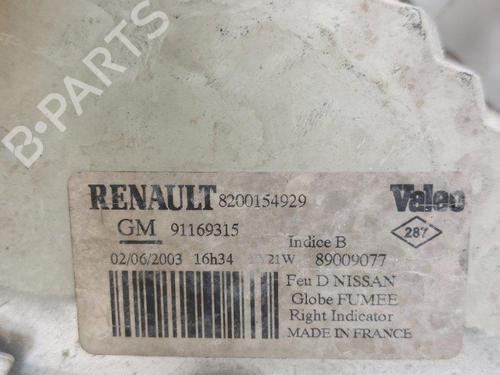 B-PARTS
RENAULT 8200154929 Valeo
GM 91169315 287
Indice B
02/06/2003 16h34 PY21W 89009077
Feu D NISSAN
Globe FUMEE
Right Indicator
MADE IN FRANCE